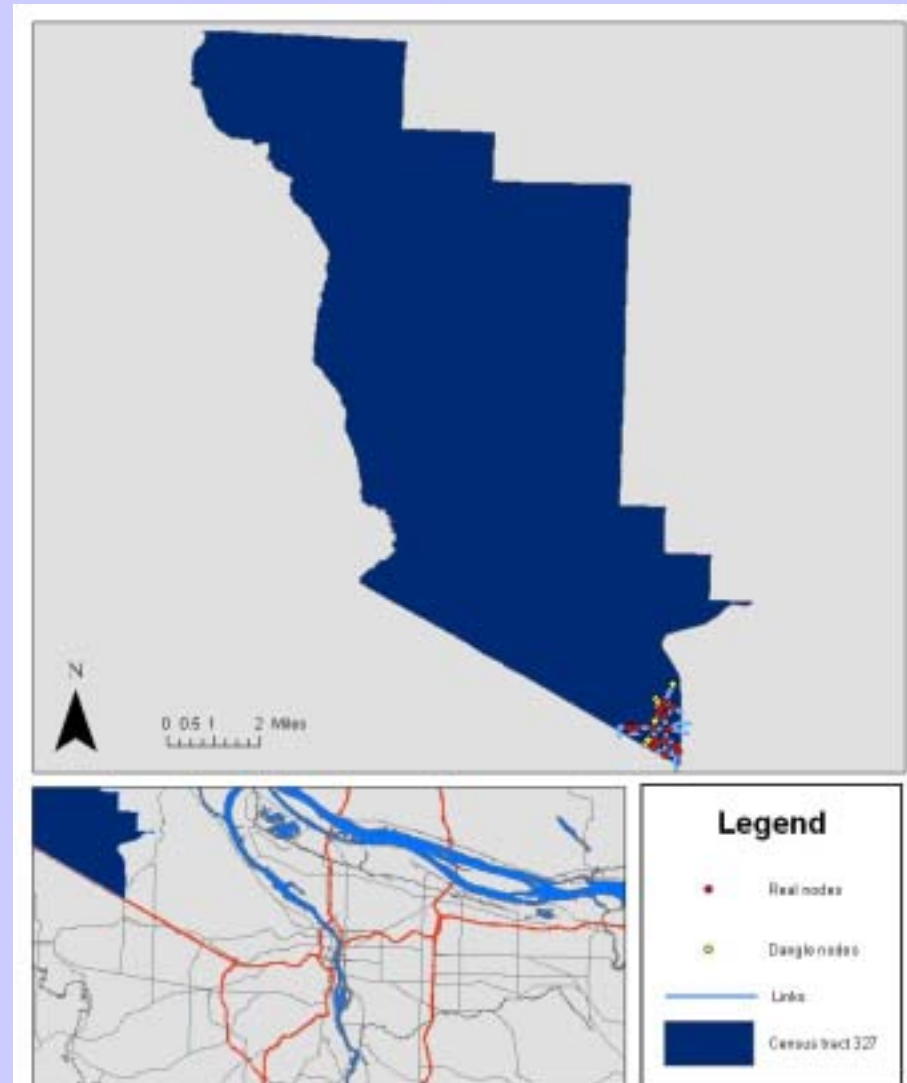 N
0 0.5 1 2 Miles
Legend
Real nodes
Dangle nodes
Links
Census tract 327